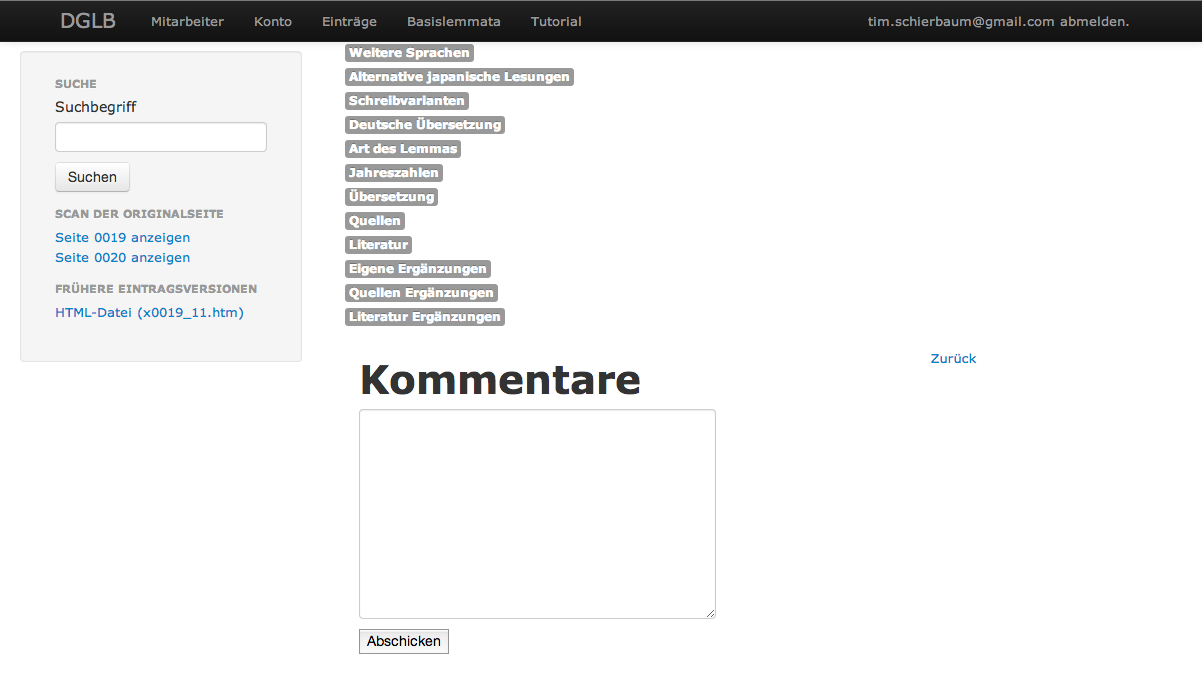 DGLB Mitarbeiter Konto Einträge Basislemmata Tutorial tim.schierbaum@gmail.com abmelden.
SUCHE
Suchbegriff
Suchen
SCAN DER ORIGINALSEITE
Seite 0019 anzeigen
Seite 0020 anzeigen
FRÜHERE EINTRAGSVERSIONEN
HTML-Datei (x0019_11.htm)
Weitere Sprachen
Alternative japanische Lesungen
Schreibvarianten
Deutsche Übersetzung
Art des Lemmas
Jahreszahlen
Übersetzung
Quellen
Literatur
Eigene Ergänzungen
Quellen Ergänzungen
Literatur Ergänzungen
Kommentare
Zurück
Abschicken